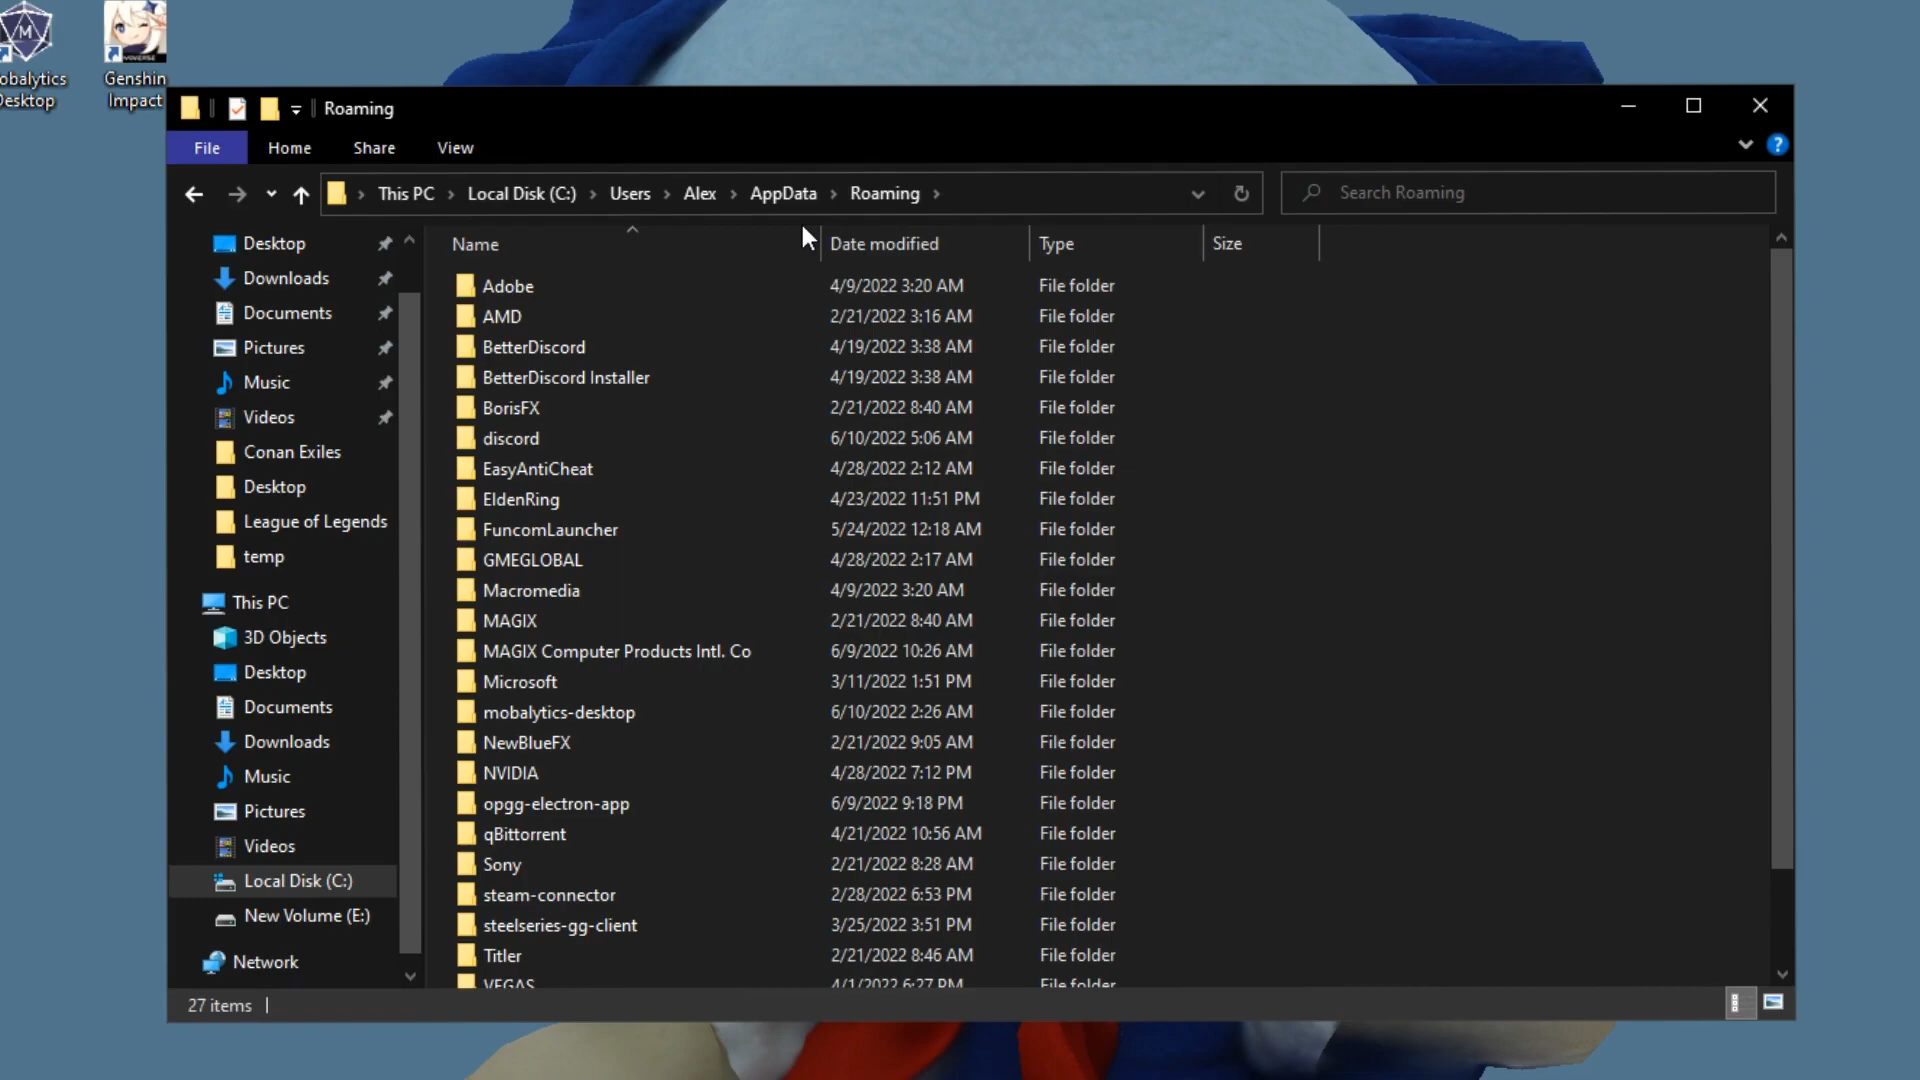 obalytics
Desktop
Genshin
Impact
Roaming
File
Home
Share
View
?
This PC
Local Disk (C:)
Users
Alex
AppData
Roaming
Search Roaming
Desktop
Downloads
Documents
Pictures
Music
Videos
Conan Exiles
Desktop
League of Legends
temp
This PC
3D Objects
Desktop
Documents
Downloads
Music
Pictures
Videos
Local Disk (C:)
New Volume (E:)
Network
Name Date modified Type Size
Adobe 4/9/2022 3:20 AM File folder
AMD 2/21/2022 3:16 AM File folder
BetterDiscord 4/19/2022 3:38 AM File folder
BetterDiscord Installer 4/19/2022 3:38 AM File folder
BorisFX 2/21/2022 8:40 AM File folder
discord 6/10/2022 5:06 AM File folder
EasyAntiCheat 4/28/2022 2:12 AM File folder
EldenRing 4/23/2022 11:51 PM File folder
FuncomLauncher 5/24/2022 12:18 AM File folder
GMEGLOBAL 4/28/2022 2:17 AM File folder
Macromedia 4/9/2022 3:20 AM File folder
MAGIX 2/21/2022 8:40 AM File folder
MAGIX Computer Products Intl. Co 6/9/2022 10:26 AM File folder
Microsoft 3/11/2022 1:51 PM File folder
mobalytics-desktop 6/10/2022 2:26 AM File folder
NewBlueFX 2/21/2022 9:05 AM File folder
NVIDIA 4/28/2022 7:12 PM File folder
opgg-electron-app 6/9/2022 9:18 PM File folder
qBittorrent 4/21/2022 10:56 AM File folder
Sony 2/21/2022 8:28 AM File folder
steam-connector 2/28/2022 6:53 PM File folder
steelseries-gg-client 3/25/2022 3:51 PM File folder
Titler 2/21/2022 8:46 AM File folder
VEGAS 4/1/2022 6:27 PM File folder
27 items